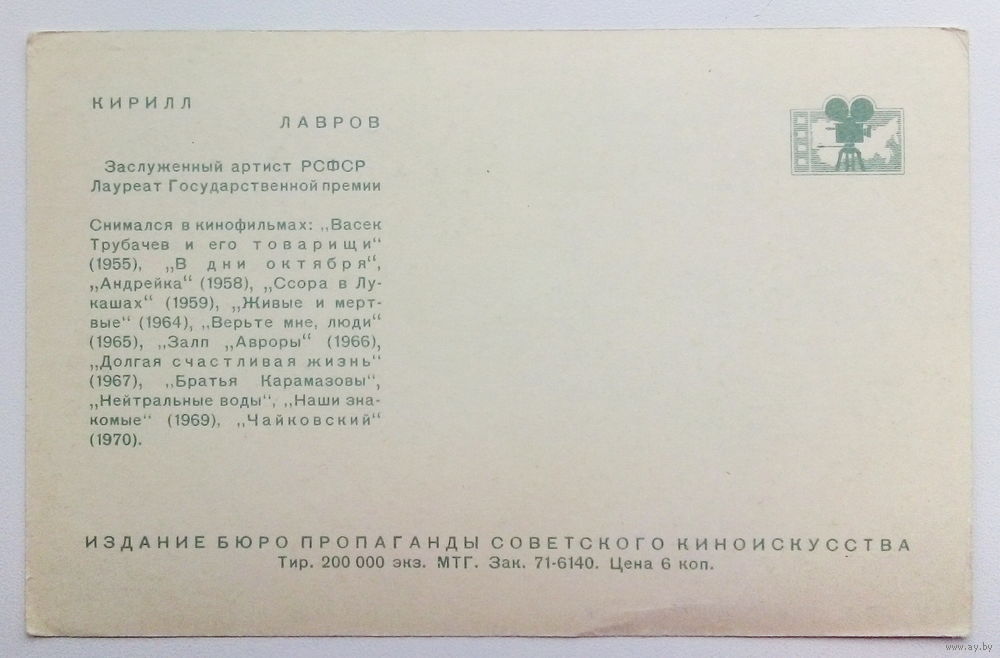 КИРИЛЛ
ЛАВРОВ
Заслуженный артист РСФСР
Лауреат Государственной премии
Снимался в кинофильмах: „Васек
Трубачев и его товарищи“
(1955), „В дни октября“,
„Андрейка“ (1958), „Ссора в Лу-
кашах“ (1959), „Живые и мерт-
вые“ (1964), „Верьте мне, люди“
(1965), „Залп „Авроры“ (1966),
„Долгая счастливая жизнь“
(1967), „Братья Карамазовы“,
„Нейтральные воды“, „Наши зна-
комые“ (1969), „Чайковский“
(1970).
ИЗДАНИЕ БЮРО ПРОПАГАНДЫ СОВЕТСКОГО КИНОИСКУССТВА
Тир. 200 000 экз. МТГ. Зак. 71-6140. Цена 6 коп.
www.ay.by